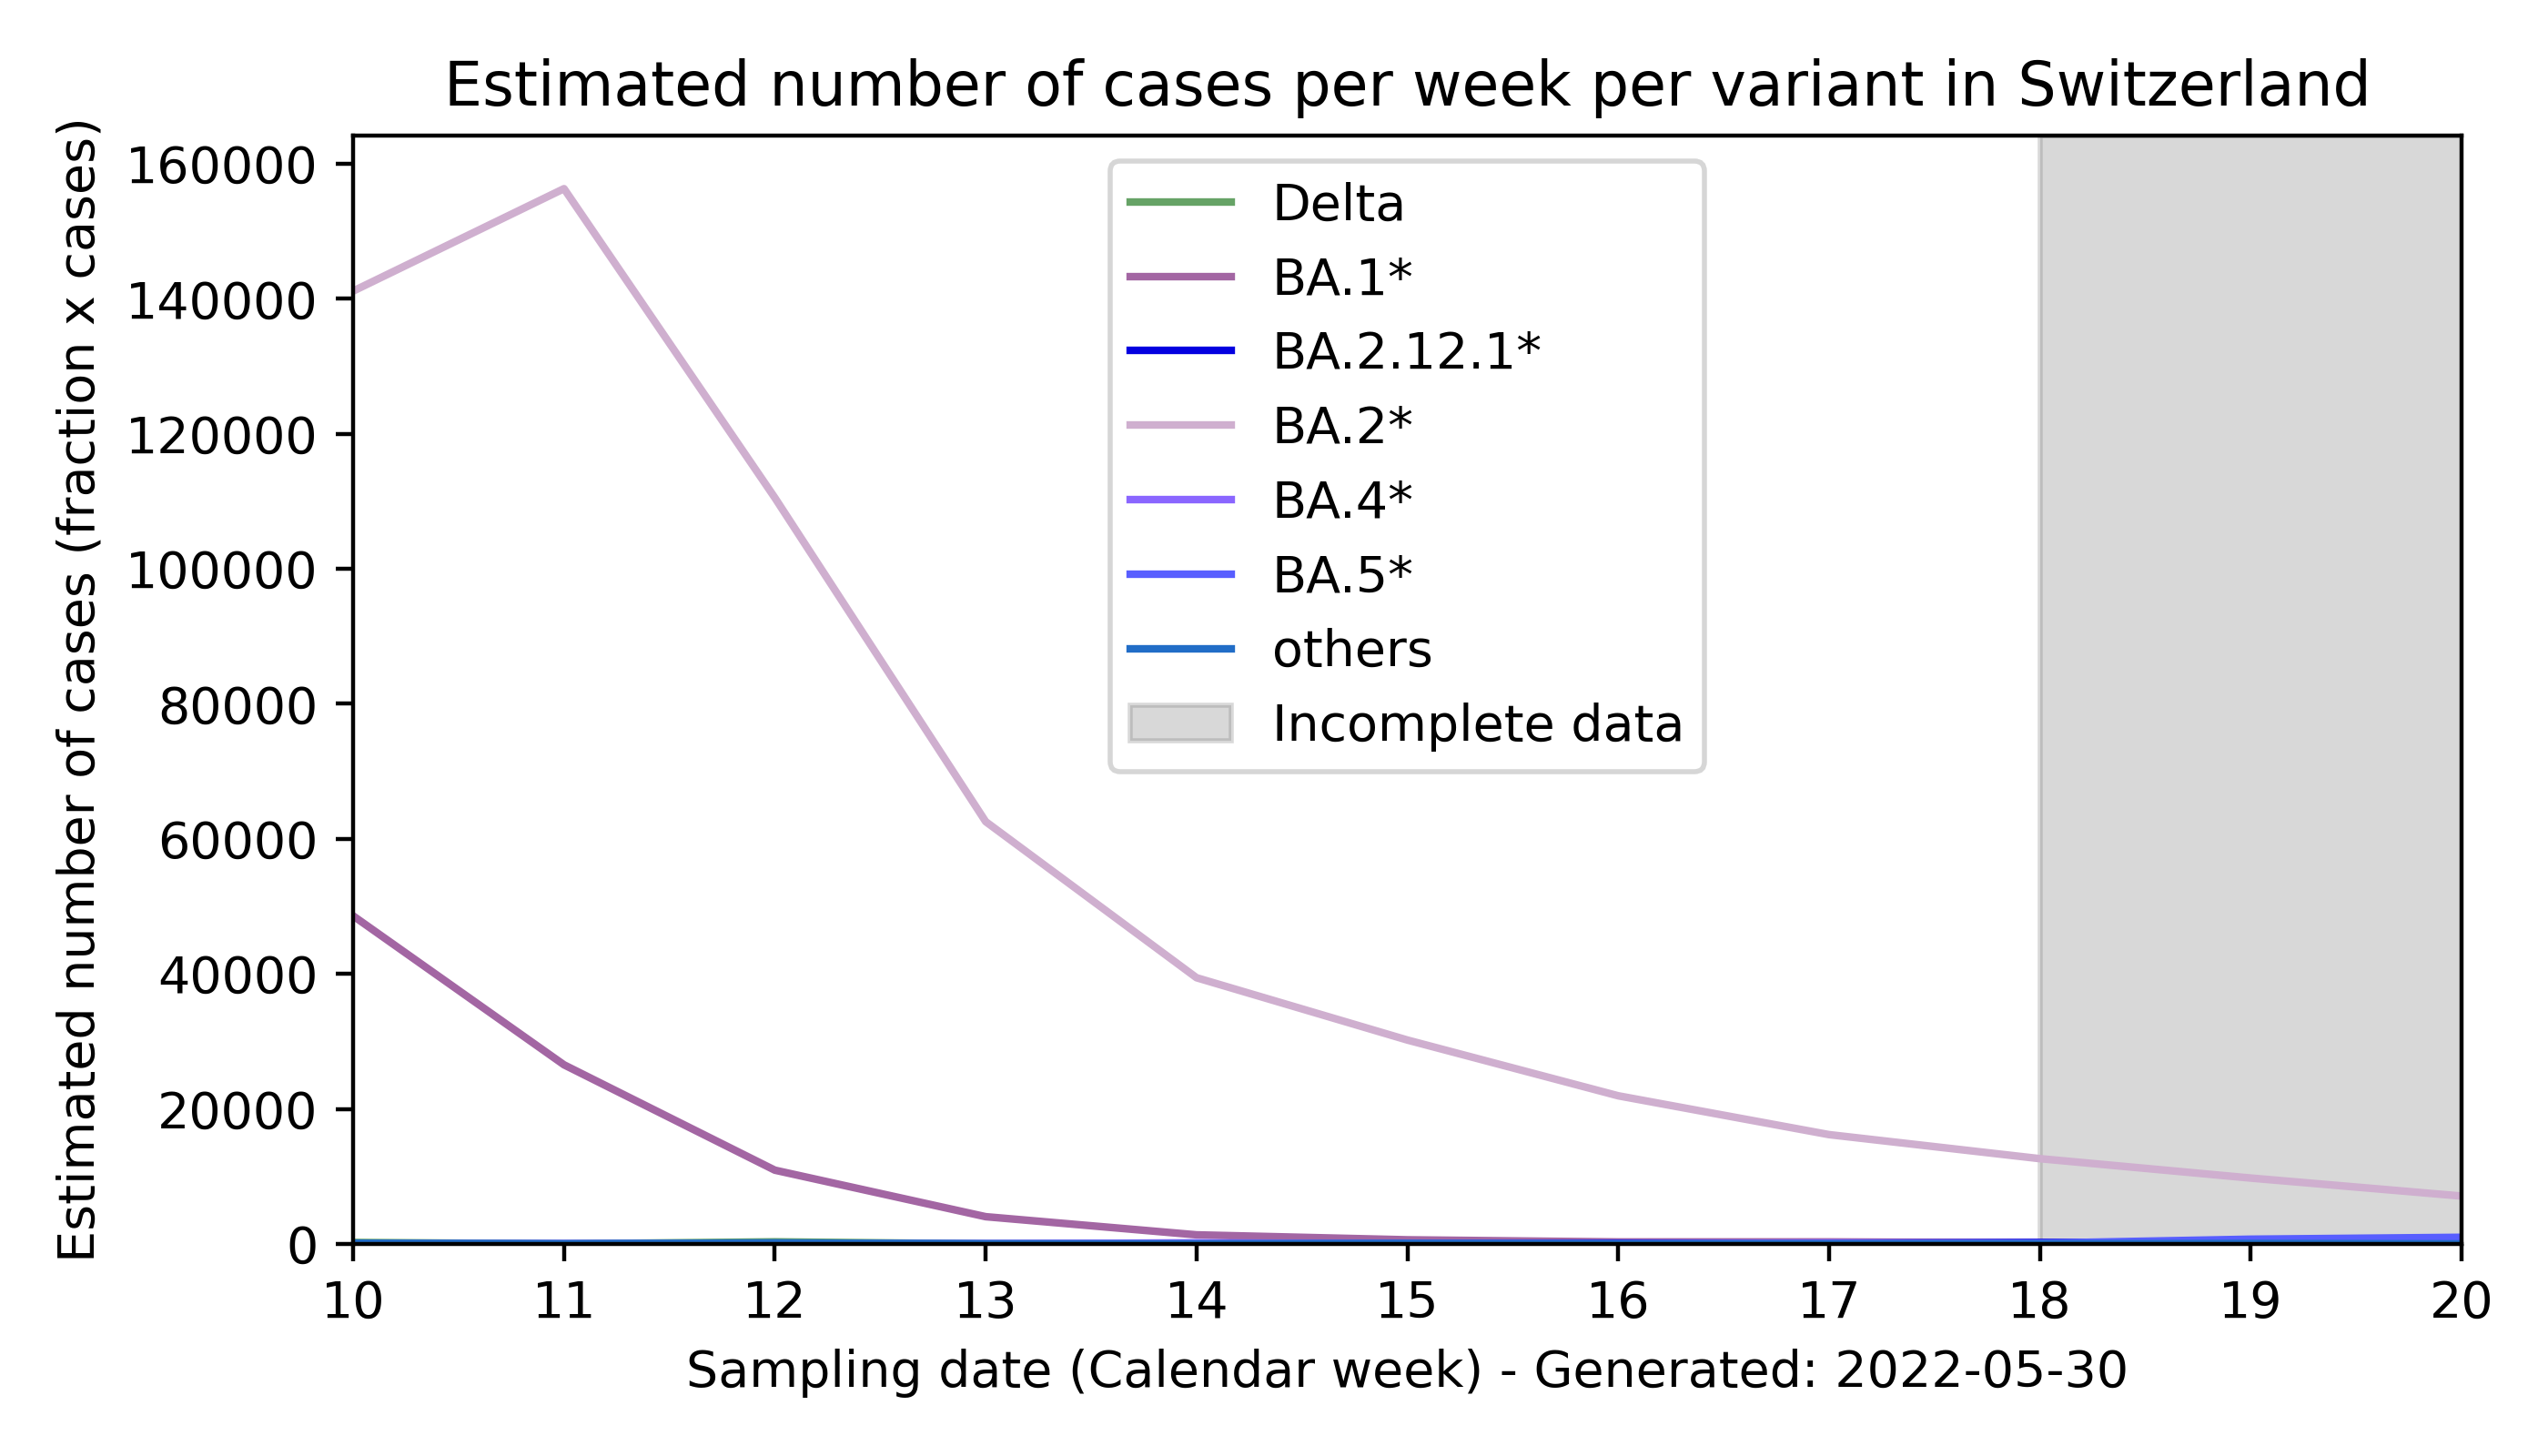 Estimated number of cases per week per variant in Switzerland
Estimated number of cases (fraction x cases)
160000
140000
120000
100000
80000
60000
40000
20000
0
Delta
BA.1*
BA.2.12.1*
BA.2*
BA.4*
BA.5*
others
Incomplete data
10 11 12 13 14 15 16 17 18 19 20
Sampling date (Calendar week) - Generated: 2022-05-30